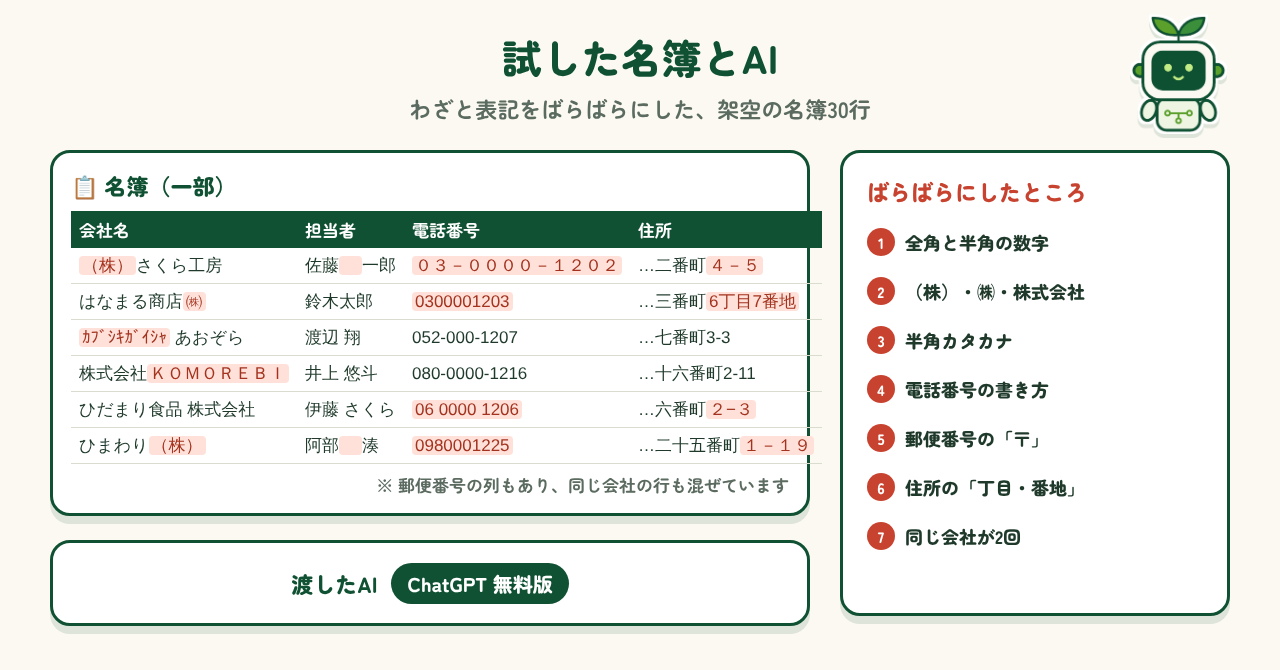 試した名簿とAI
わざと表記をばらばらにした、架空の名簿30行
📋 名簿（一部）
会社名 担当者 電話番号 住所
（株）さくら工房 佐藤　一郎 ０３－００００－１２０２ …二番町４－５
はなまる商店㈱ 鈴木太郎 0300001203 …三番町6丁目7番地
ｶﾌﾞｼｷｶﾞｲｼｬ あおぞら 渡辺 翔 052-000-1207 …七番町3-3
株式会社ＫＯＭＯＲＥＢＩ 井上 悠斗 080-0000-1216 …十六番町2-11
ひだまり食品 株式会社 伊藤 さくら 06 0000 1206 …六番町２−３
ひまわり（株） 阿部　湊 0980001225 …二十五番町１－１９
※ 郵便番号の列もあり、同じ会社の行も混ぜています
渡したAI ChatGPT 無料版
ばらばらにしたところ
1 全角と半角の数字
2 （株）・㈱・株式会社
3 半角カタカナ
4 電話番号の書き方
5 郵便番号の「〒」
6 住所の「丁目・番地」
7 同じ会社が2回